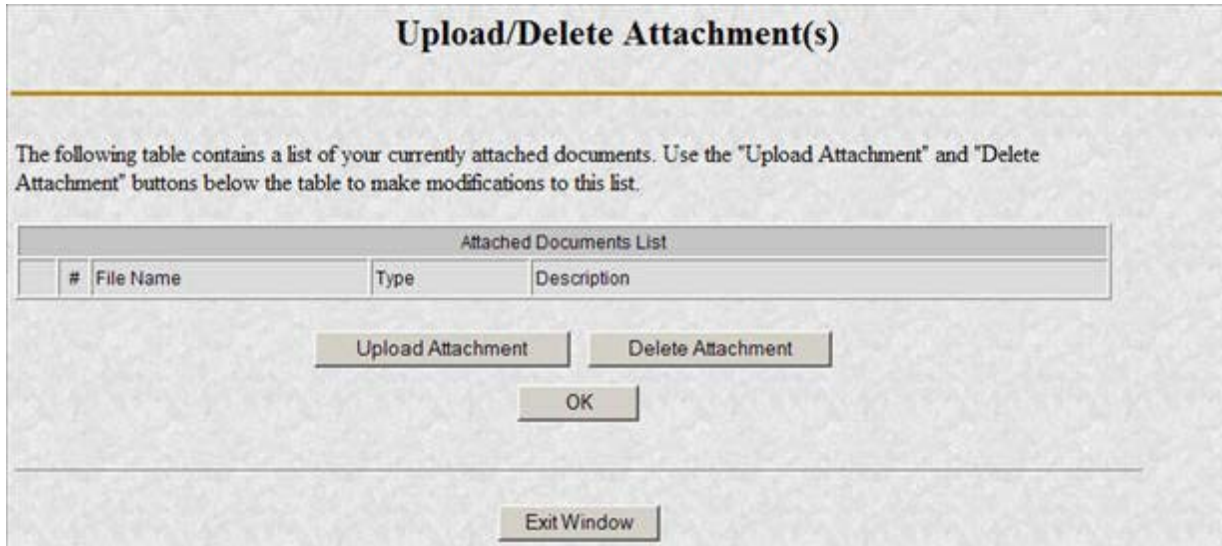 Upload/Delete Attachment(s)
The following table contains a list of your currently attached documents. Use the "Upload Attachment" and "Delete
Attachment" buttons below the table to make modifications to this list.
Attached Documents List
# File Name Type Description
Upload Attachment Delete Attachment
OK
Exit Window